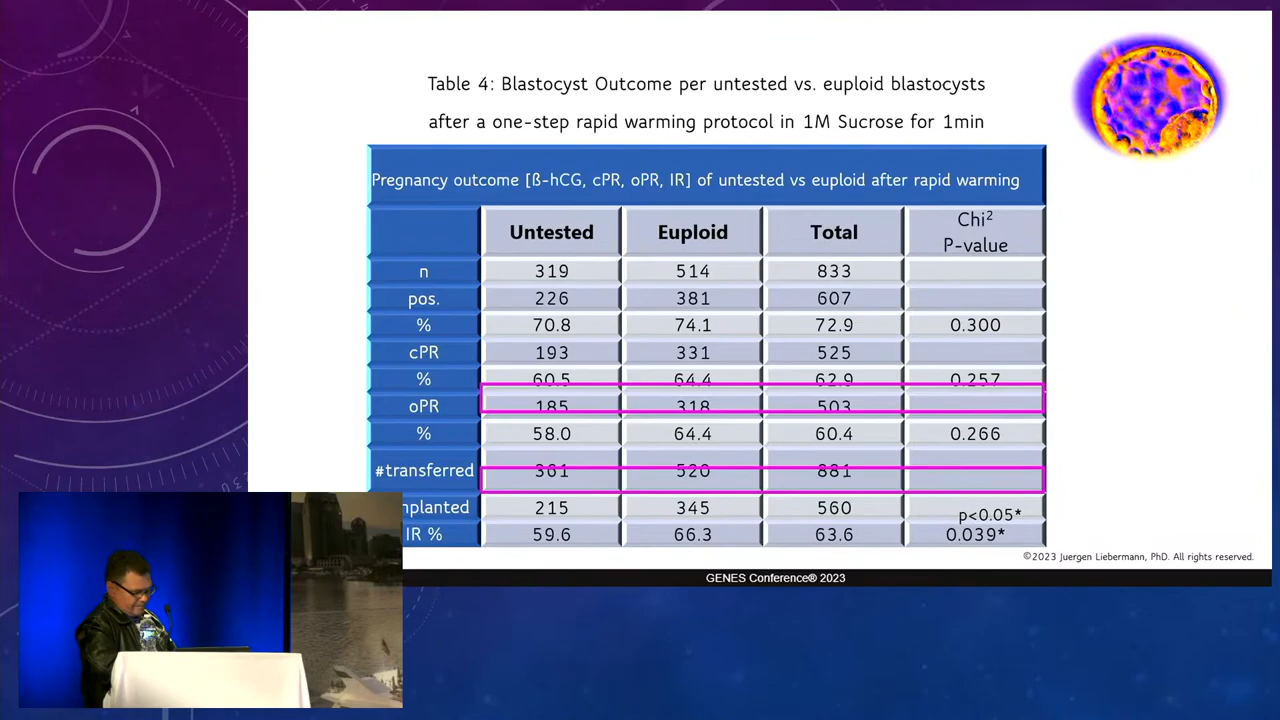 Table 4: Blastocyst Outcome per untested vs. euploid blastocysts
after a one-step rapid warming protocol in 1M Sucrose for 1min
Pregnancy outcome [ß-hCG, cPR, oPR, IR] of untested vs euploid after rapid warming
Untested Euploid Total Chi²
P-value
n 319 514 833
pos. 226 381 607
% 70.8 74.1 72.9 0.300
cPR 193 331 525
% 60.5 64.4 62.9 0.257
oPR 185 318 503
% 58.0 64.4 60.4 0.266
#transferred 361 520 881
mplanted 215 345 560 p<0.05*
IR % 59.6 66.3 63.6 0.039*
©2023 Juergen Liebermann, PhD. All rights reserved.
GENES Conference® 2023